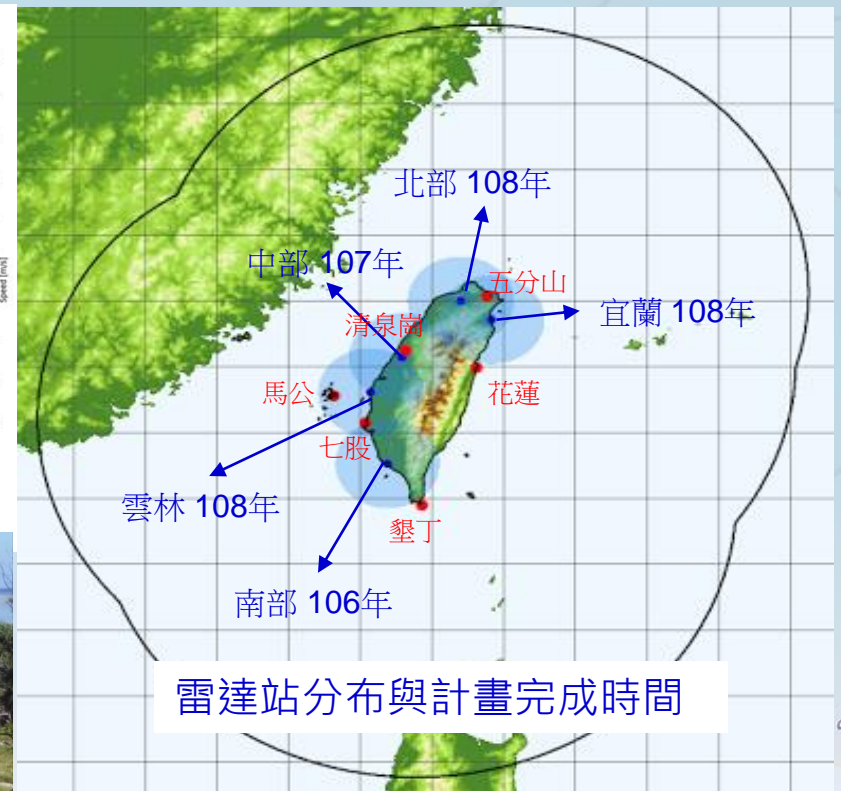 Speed [m/s]
北部 108年
中部 107年
五分山
宜蘭 108年
清泉崗
馬公
花蓮
七股
雲林 108年
墾丁
南部 106年
雷達站分布與計畫完成時間